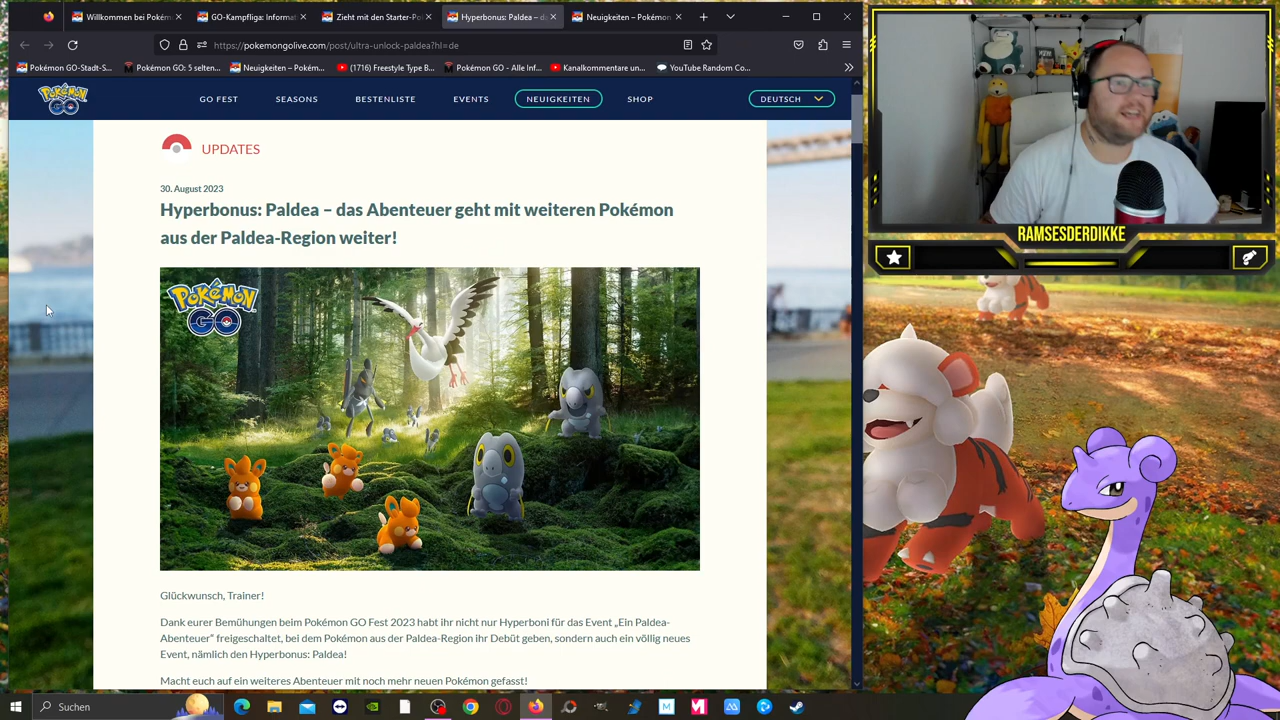 Willkommen bei Pokém
GO-Kampfliga: Informat
Zieht mit den Starter-Po
Hyperbonus: Paldea – da
Neuigkeiten – Pokémon
https://pokemongolive.com/post/ultra-unlock-paldea?hl=de
Pokémon GO-Stadt-S...
Pokémon GO: 5 selten...
Neuigkeiten – Pokém...
(171) Freestyle Type B...
Pokémon GO - Alle Inf...
Kanalkommentare un...
YouTube Random Co...
POKÉMON GO
GO FEST
SEASONS
BESTENLISTE
EVENTS
NEUIGKEITEN
SHOP
DEUTSCH
UPDATES
30. August 2023
Hyperbonus: Paldea – das Abenteuer geht mit weiteren Pokémon
aus der Paldea-Region weiter!
POKÉMON
GO
Glückwunsch, Trainer!
Dank eurer Bemühungen beim Pokémon GO Fest 2023 habt ihr nicht nur Hyperboni für das Event „Ein Paldea-
Abenteuer“ freigeschaltet, bei dem Pokémon aus der Paldea-Region ihr Debüt geben, sondern auch ein völlig neues
Event, nämlich den Hyperbonus: Paldea!
Macht euch auf ein weiteres Abenteuer mit noch mehr neuen Pokémon gefasst!
RAMSESDERDIKKE
Suchen